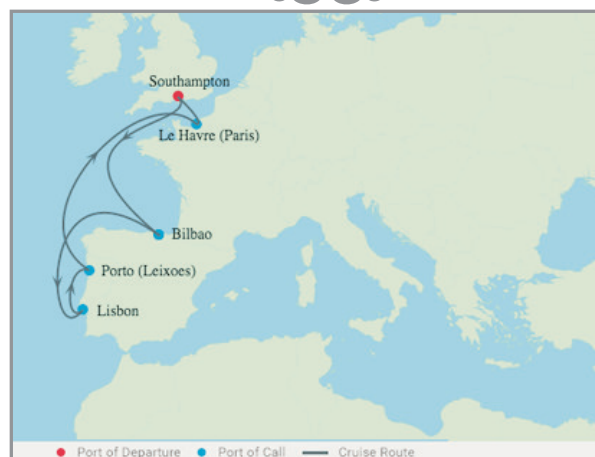 Southampton
Le Havre (Paris)
Bilbao
Porto (Leixoes)
Lisbon
Port of Departure Port of Call Cruise Route